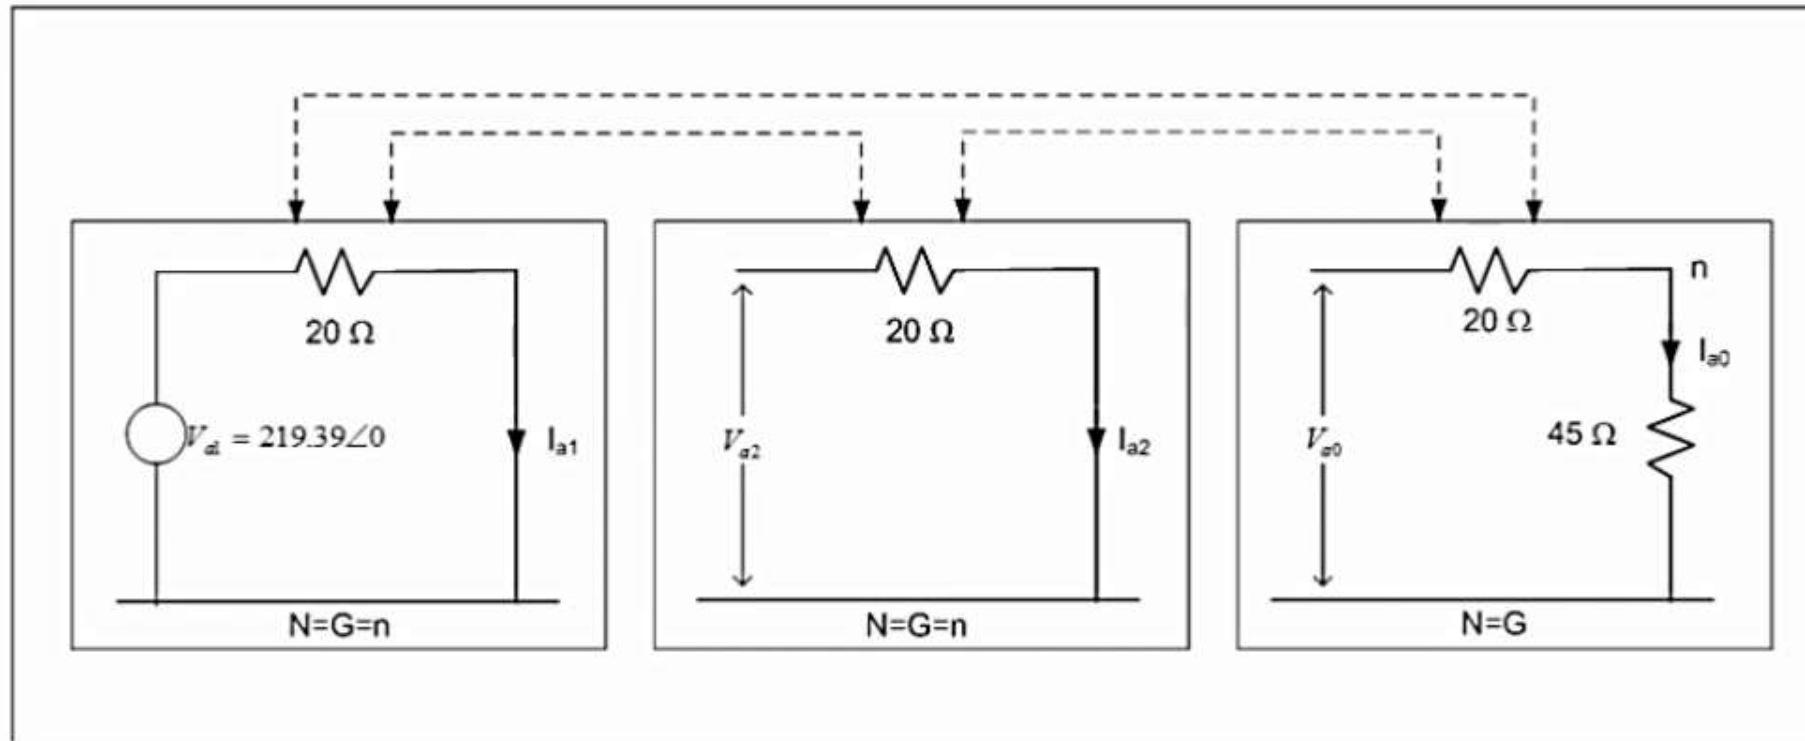 20 Ω
V_a1 = 219.39∠0
I_a1
N=G=n
20 Ω
V_a2
I_a2
N=G=n
n
20 Ω
I_a0
45 Ω
V_a0
N=G